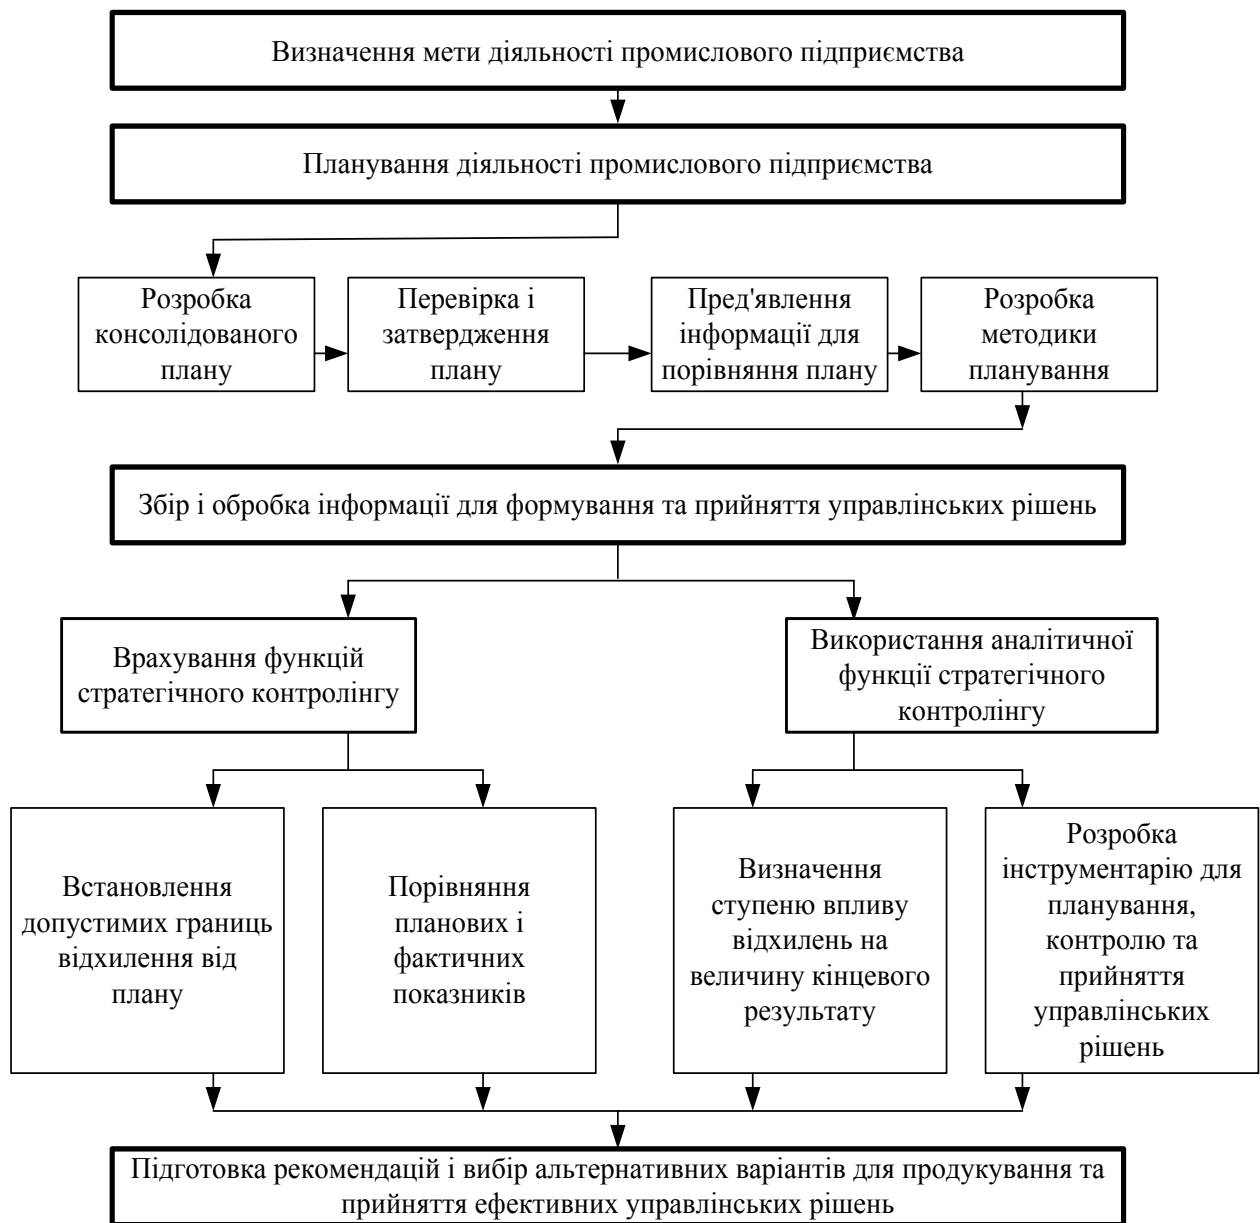 Визначення мети діяльності промислового підприємства
Планування діяльності промислового підприємства
Розробка
консолідованого
плану
Перевірка і
затвердження
плану
Пред'явлення
інформації для
порівняння плану
Розробка
методики
планування
Збір і обробка інформації для формування та прийняття управлінських рішень
Врахування функцій
стратегічного контролінгу
Використання аналітичної
функції стратегічного
контролінгу
Встановлення
допустимих границь
відхилення від
плану
Порівняння
планових і
фактичних
показників
Визначення
ступеню впливу
відхилень на
величину кінцевого
результату
Розробка
інструментарію для
планування,
контролю та
прийняття
управлінських
рішень
Підготовка рекомендацій і вибір альтернативних варіантів для продукування та
прийняття ефективних управлінських рішень